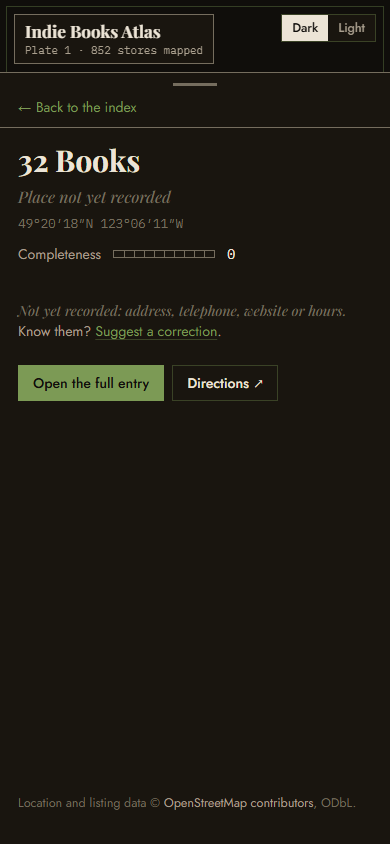 Indie Books Atlas
Plate 1 · 852 stores mapped
Dark
Light
← Back to the index
32 Books
Place not yet recorded
49°20′18″N 123°06′11″W
Completeness 0
Not yet recorded: address, telephone, website or hours.
Know them? Suggest a correction.
Open the full entry
Directions ↗
Location and listing data © OpenStreetMap contributors, ODbL.